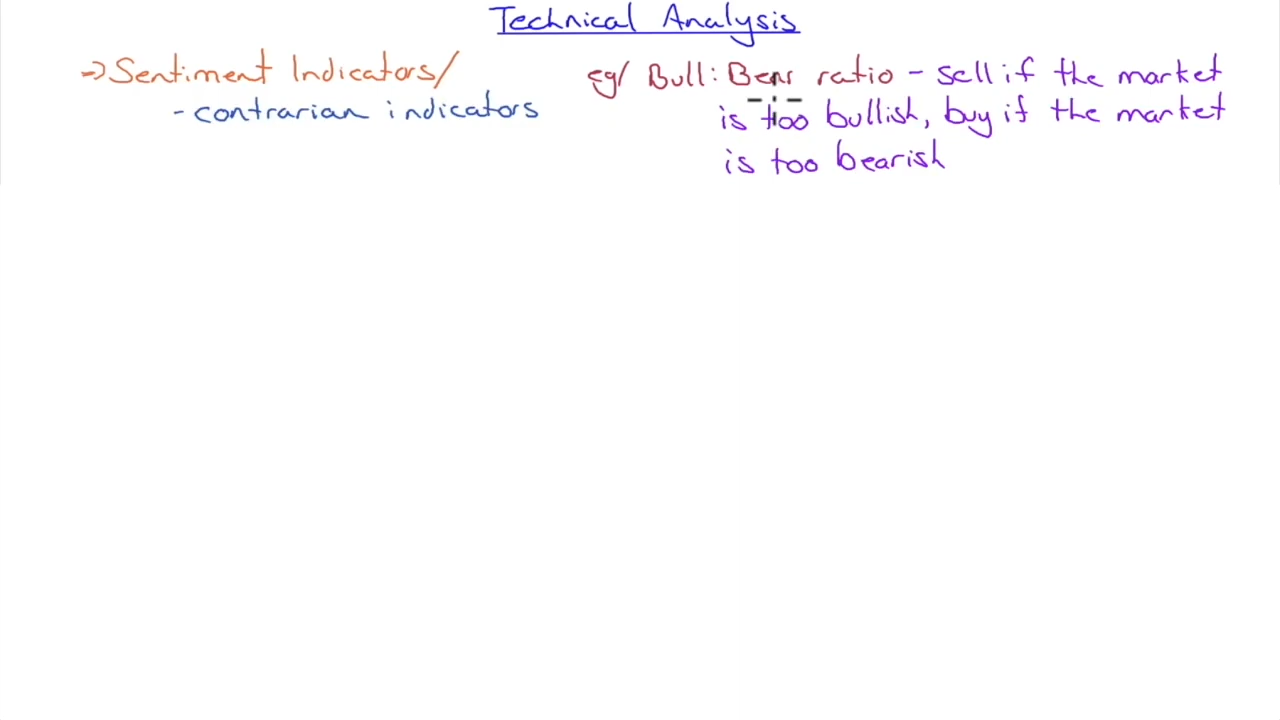 Technical Analysis
→ Sentiment Indicators/
- contrarian indicators
eg/ Bull: Bear ratio - sell if the market
is too bullish, buy if the market
is too bearish